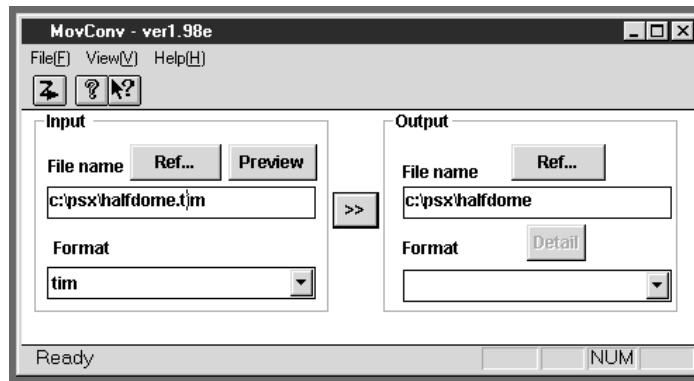 MovConv - ver1.98e
File(F) View(V) Help(H)
Input
File name Ref... Preview
c:\psx\halfdome.tim
Format
tim
>>
Output
File name Ref...
c:\psx\halfdome
Format Detail
Ready NUM